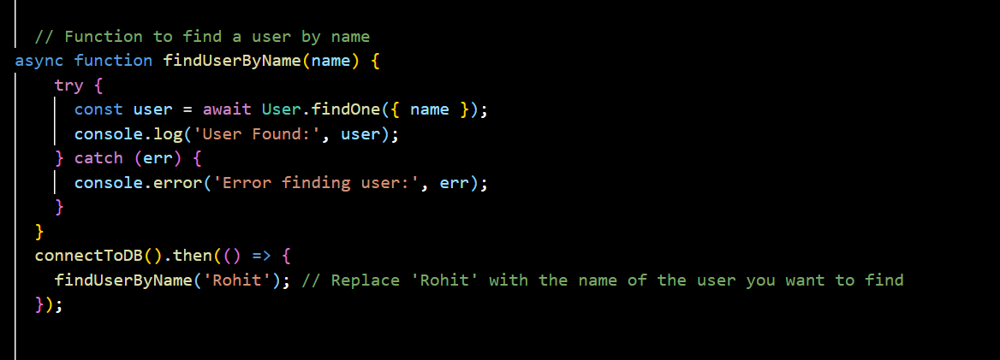 // Function to find a user by name
async function findUserByName(name) {
try {
const user = await User.findOne({ name });
console.log('User Found:', user);
} catch (err) {
console.error('Error finding user:', err);
}
}
connectToDB().then(() => {
findUserByName('Rohit'); // Replace 'Rohit' with the name of the user you want to find
});